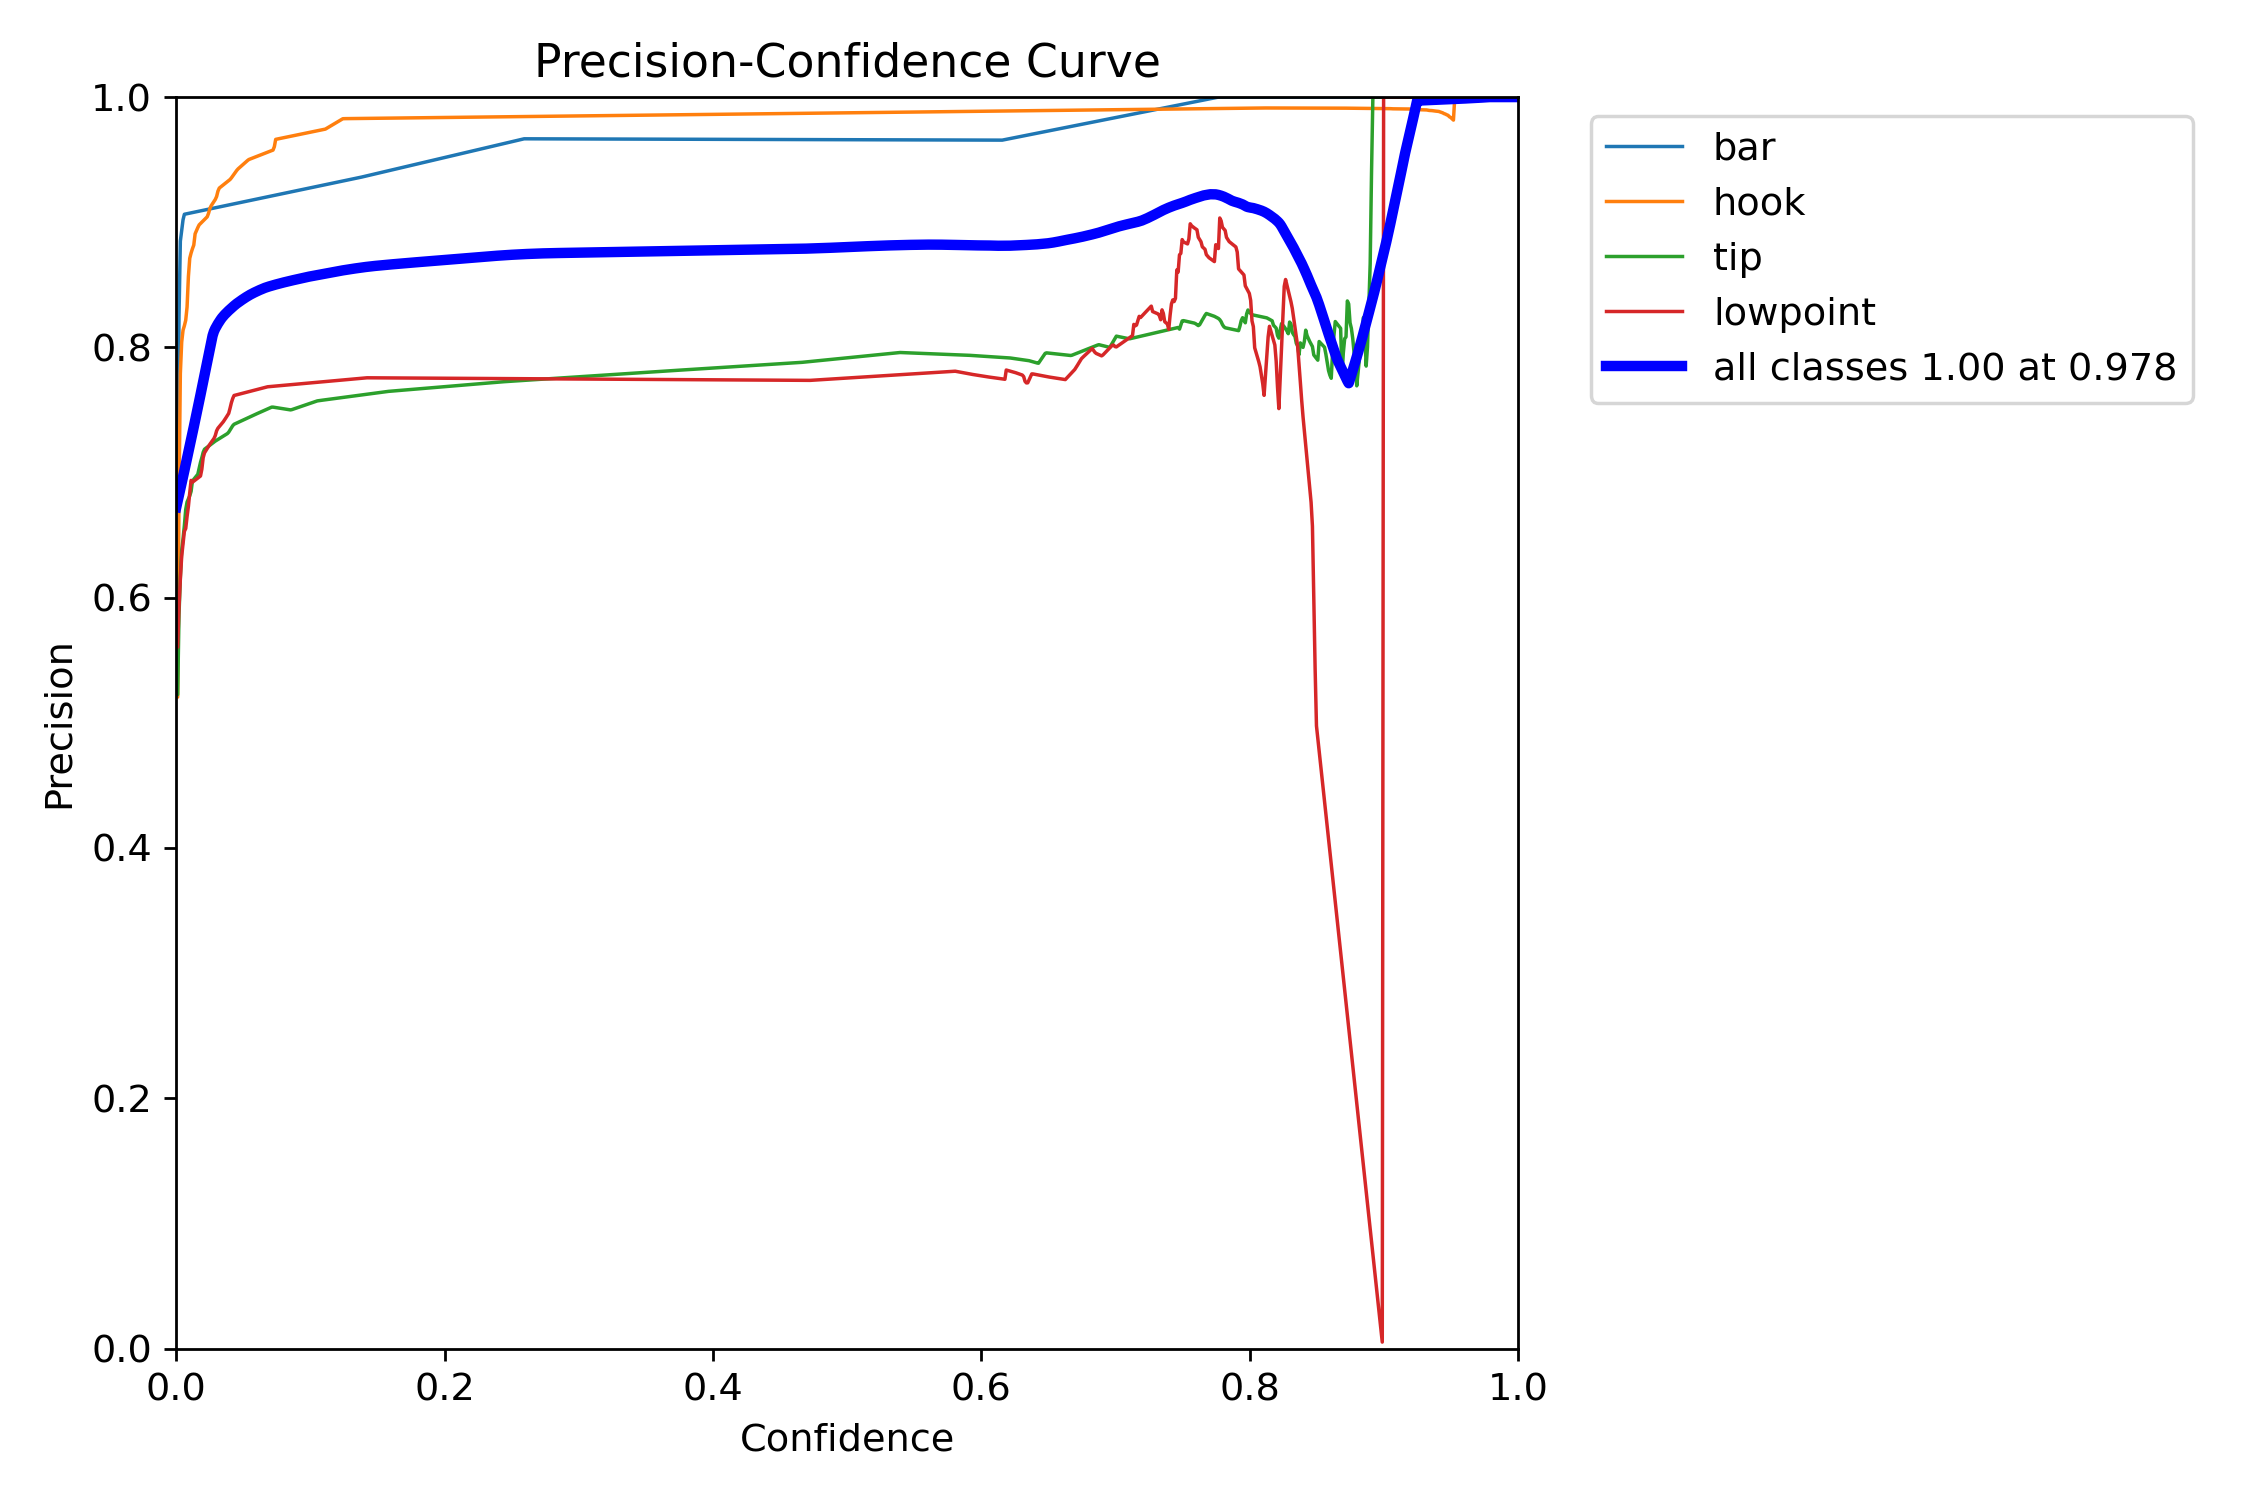 Precision-Confidence Curve
1.0
0.8
0.6
0.4
0.2
0.0
Precision
0.0 0.2 0.4 0.6 0.8 1.0
Confidence
bar
hook
tip
lowpoint
all classes 1.00 at 0.978